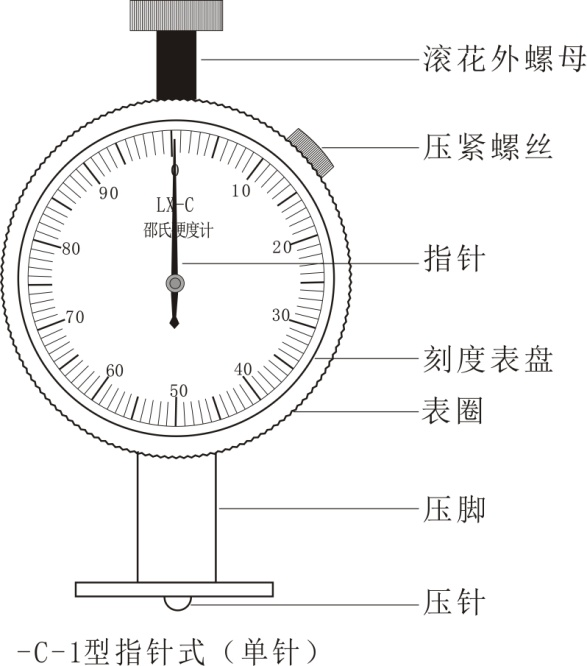 滚花外螺母
压紧螺丝
0
10
20
30
40
50
60
70
80
90
LX-C
邵氏硬度计
指针
刻度表盘
表圈
压脚
压针
-C-1型指针式（单针）